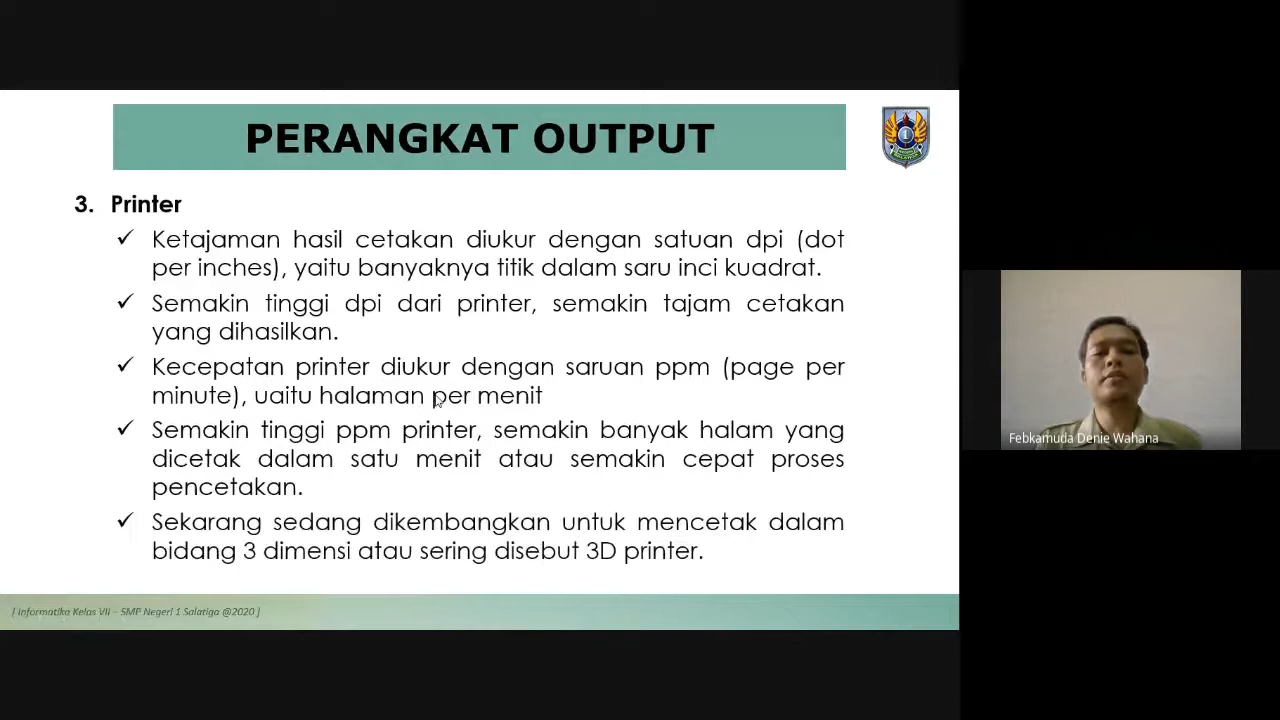 PERANGKAT OUTPUT
1
3. Printer
✓ Ketajaman hasil cetakan diukur dengan satuan dpi (dot
per inches), yaitu banyaknya titik dalam saru inci kuadrat.
✓ Semakin tinggi dpi dari printer, semakin tajam cetakan
yang dihasilkan.
✓ Kecepatan printer diukur dengan saruan ppm (page per
minute), uaitu halaman per menit
✓ Semakin tinggi ppm printer, semakin banyak halam yang
dicetak dalam satu menit atau semakin cepat proses
pencetakan.
✓ Sekarang sedang dikembangkan untuk mencetak dalam
bidang 3 dimensi atau sering disebut 3D printer.
Febkamuda Denie Wahana
[ Informatika Kelas VII – SMP Negeri 1 Salatiga @2020 ]